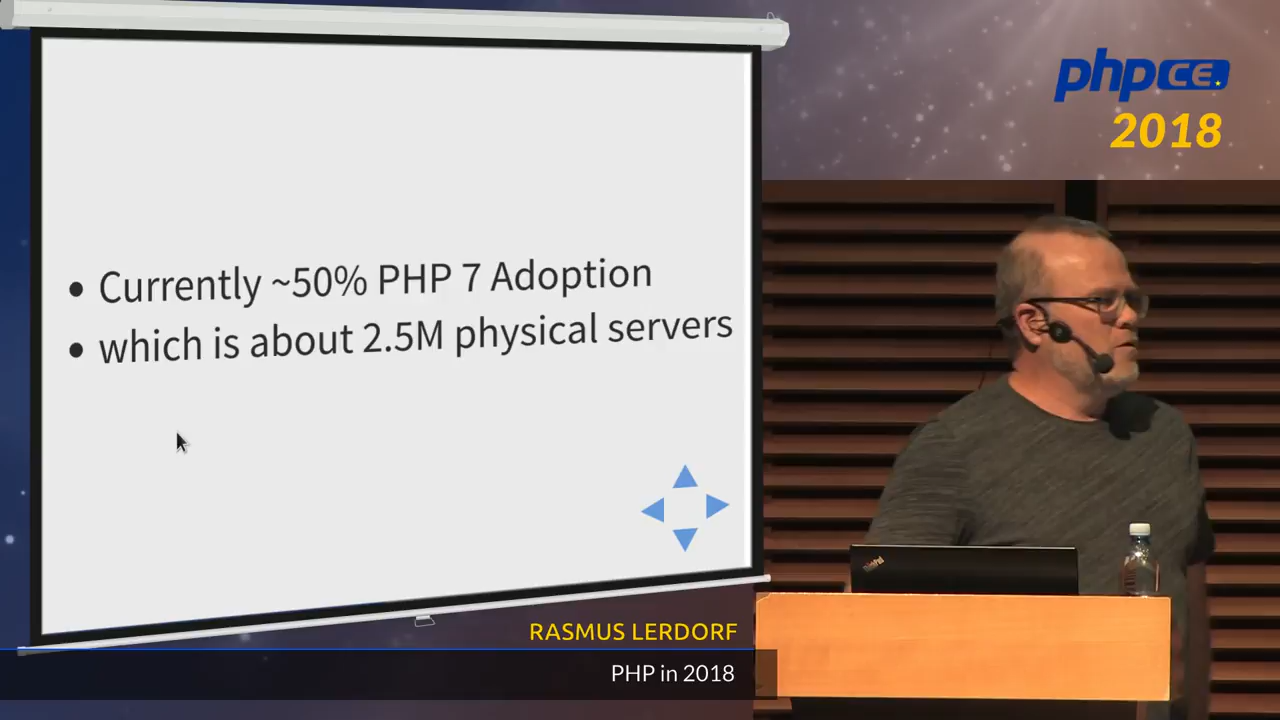 phpCE
2018
• Currently ~50% PHP 7 Adoption
• which is about 2.5M physical servers
ThinkPad
RASMUS LERDORF
PHP in 2018